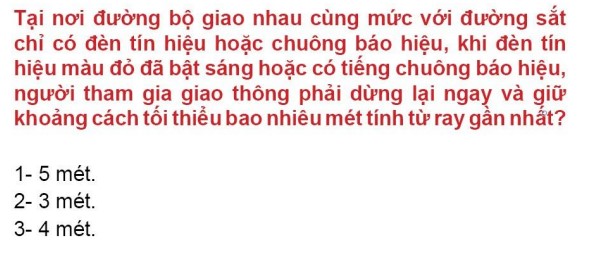 Tại nơi đường bộ giao nhau cùng mức với đường sắt
chỉ có đèn tín hiệu hoặc chuông báo hiệu, khi đèn tín
hiệu màu đỏ đã bật sáng hoặc có tiếng chuông báo hiệu,
người tham gia giao thông phải dừng lại ngay và giữ
khoảng cách tối thiểu bao nhiêu mét tính từ ray gần nhất?
1- 5 mét.
2- 3 mét.
3- 4 mét.